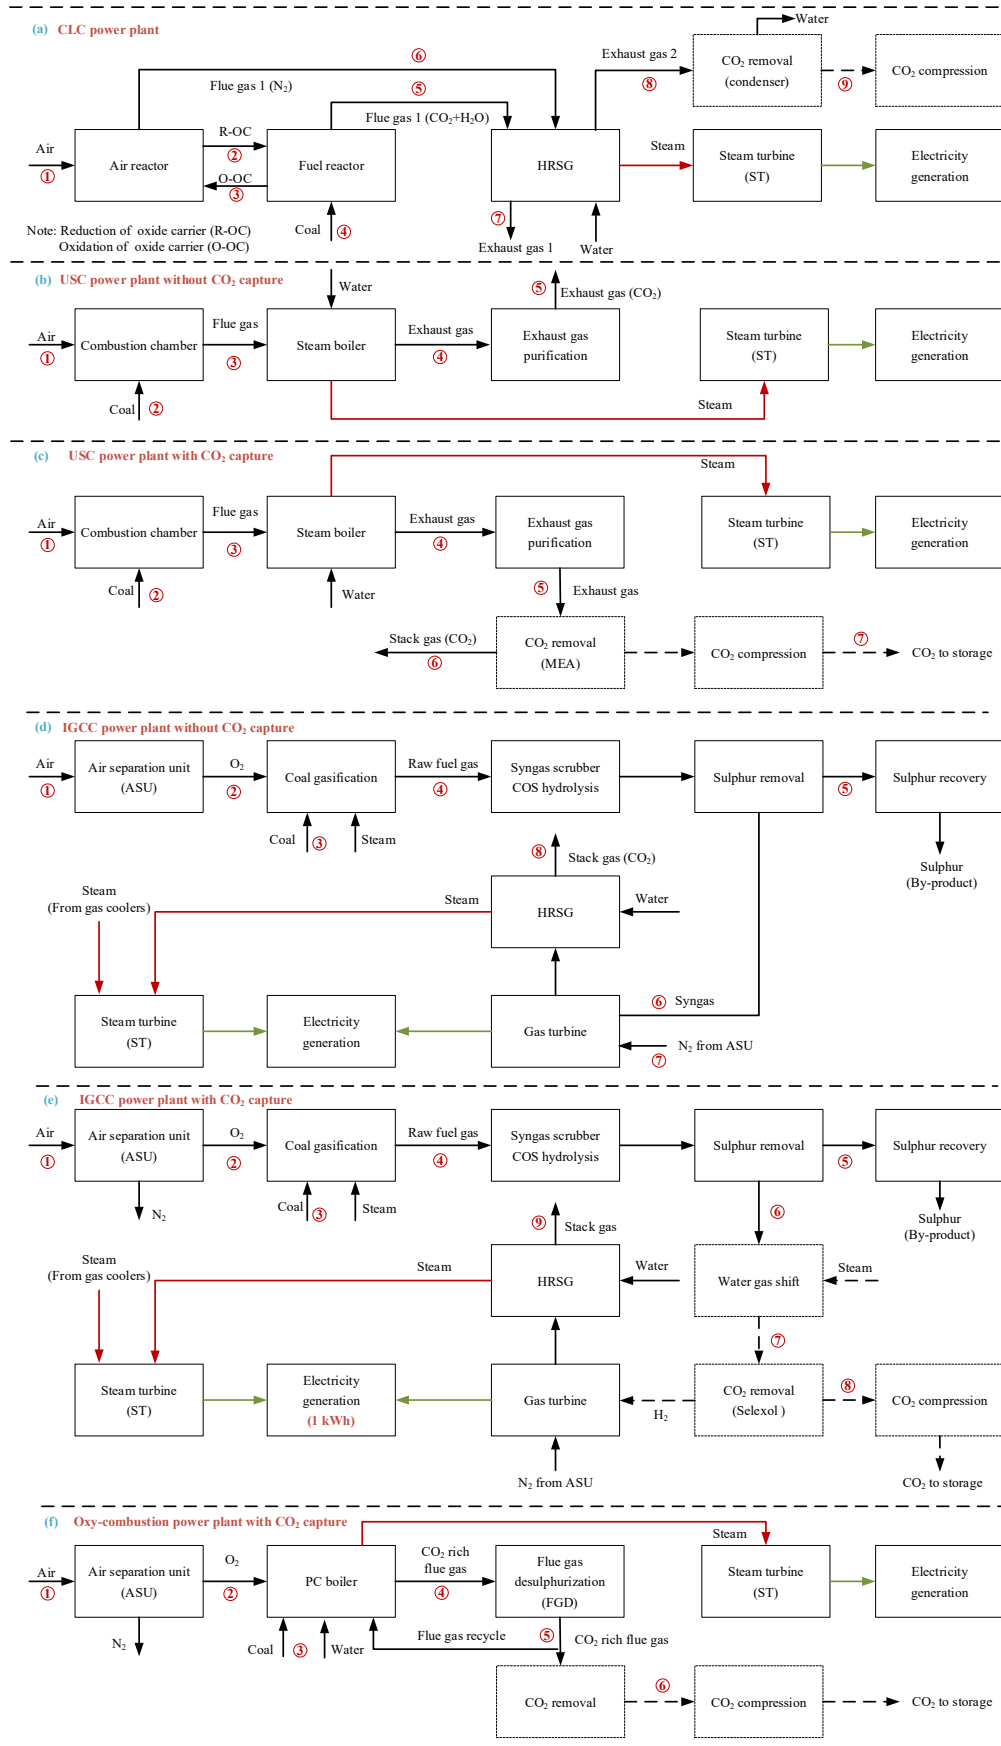 (a) CLC power plant
Water
⑥
Exhaust gas 2
CO₂ removal
(condenser)
CO₂ compression
Flue gas 1 (N₂)
⑤
⑧
⑨
Flue gas 1 (CO₂+H₂O)
Air
①
Air reactor
R-OC
②
O-OC
③
Fuel reactor
HRSG
Steam
Steam turbine
(ST)
Electricity
generation
Coal
④
⑦
Exhaust gas 1
Water
Note: Reduction of oxide carrier (R-OC)
Oxidation of oxide carrier (O-OC)
(b) USC power plant without CO₂ capture
Water
⑤
Exhaust gas (CO₂)
Air
①
Combustion chamber
Flue gas
③
Steam boiler
Exhaust gas
④
Exhaust gas
purification
Steam turbine
(ST)
Electricity
generation
Coal
②
Steam
(c) USC power plant with CO₂ capture
Steam
Air
①
Combustion chamber
Flue gas
③
Steam boiler
Exhaust gas
④
Exhaust gas
purification
Steam turbine
(ST)
Electricity
generation
Coal
②
Water
⑤
Exhaust gas
Stack gas (CO₂)
⑥
CO₂ removal
(MEA)
CO₂ compression
⑦
CO₂ to storage
(d) IGCC power plant without CO₂ capture
Air
①
Air separation unit
(ASU)
O₂
②
Coal gasification
Raw fuel gas
④
Syngas scrubber
COS hydrolysis
Sulphur removal
⑤
Sulphur recovery
Coal
③
Steam
⑧
Stack gas (CO₂)
Sulphur
(By-product)
Steam
(From gas coolers)
Steam
HRSG
Water
Steam turbine
(ST)
Electricity
generation
Gas turbine
⑥
Syngas
⑦
N₂ from ASU
(e) IGCC power plant with CO₂ capture
Air
①
Air separation unit
(ASU)
O₂
②
Coal gasification
Raw fuel gas
④
Syngas scrubber
COS hydrolysis
Sulphur removal
⑤
Sulphur recovery
N₂
Coal
③
Steam
⑨
Stack gas
⑥
Sulphur
(By-product)
Steam
(From gas coolers)
Steam
HRSG
Water
Water gas shift
Steam
⑦
Steam turbine
(ST)
Electricity
generation
(1 kWh)
Gas turbine
H₂
CO₂ removal
(Selexol )
⑧
CO₂ compression
N₂ from ASU
CO₂ to storage
(f) Oxy-combustion power plant with CO₂ capture
Steam
Air
①
Air separation unit
(ASU)
O₂
②
PC boiler
CO₂ rich
flue gas
④
Flue gas
desulphurization
(FGD)
Steam turbine
(ST)
Electricity
generation
N₂
Coal
③
Water
Flue gas recycle
⑤
CO₂ rich flue gas
CO₂ removal
⑥
CO₂ compression
CO₂ to storage